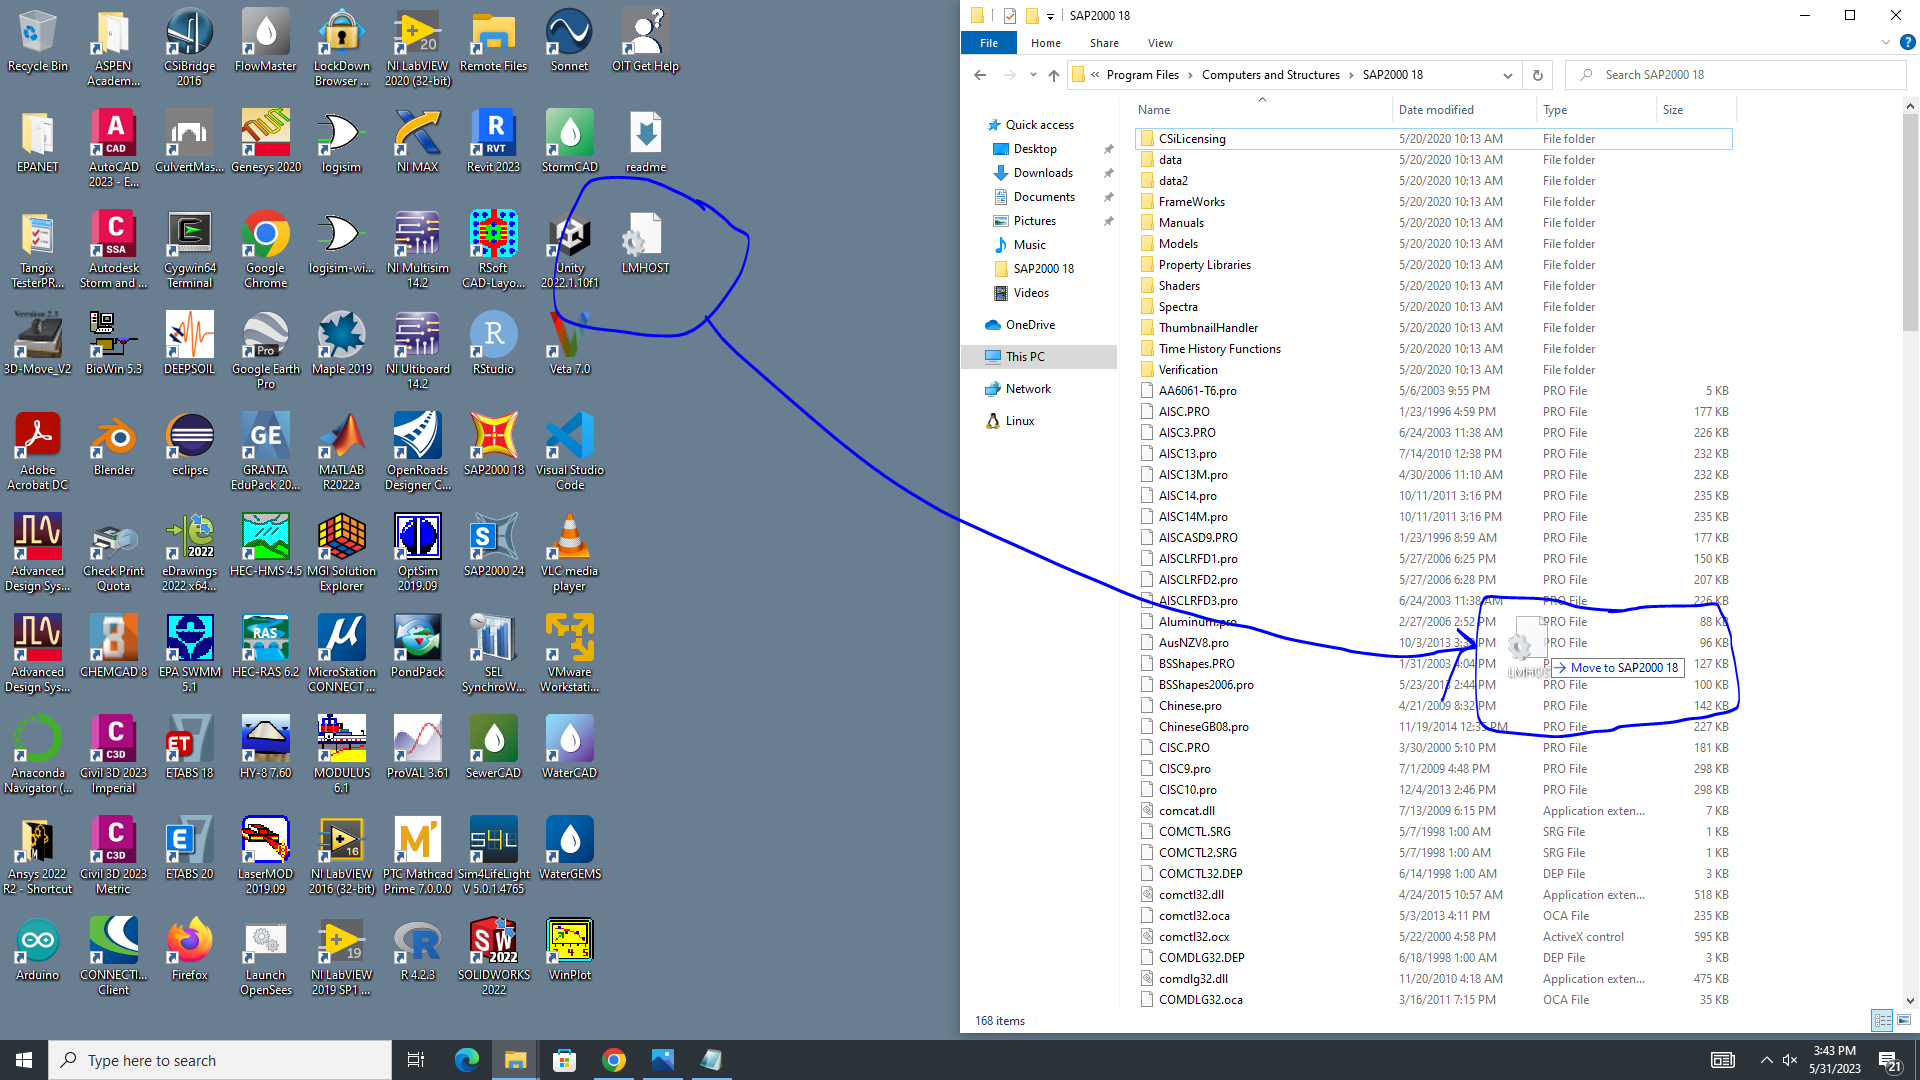 SAP2000 18
File
Home
Share
View
« Program Files › Computers and Structures › SAP2000 18
Search SAP2000 18
Recycle Bin
ASPEN Academ...
CSiBridge 2016
FlowMaster
LockDown Browser ...
NI LabVIEW 2020 (32-bit)
Remote Files
Sonnet
OIT Get Help
EPANET
AutoCAD 2023 - E...
CulvertMas...
Genesys 2020
logisim
NI MAX
Revit 2023
StormCAD
readme
Tangix TesterPR...
Autodesk Storm and ...
Cygwin64 Terminal
Google Chrome
logisim-wi...
NI Multisim 14.2
RSoft CAD-Layo...
Unity 2022.1.10f1
LMHOST
3D-Move_V2
BioWin 5.3
DEEPSOIL
Google Earth Pro
Maple 2019
NI Ultiboard 14.2
RStudio
Veta 7.0
Adobe Acrobat DC
Blender
eclipse
GRANTA EduPack 20...
MATLAB R2022a
OpenRoads Designer C...
SAP2000 18
Visual Studio Code
Advanced Design Sys...
Check Print Quota
eDrawings 2022 x64 ...
HEC-HMS 4.5
MGI Solution Explorer
OptSim 2019.09
SAP2000 24
VLC media player
Advanced Design Sys...
CHEMCAD 8
EPA SWMM 5.1
HEC-RAS 6.2
MicroStation CONNECT ...
PondPack
SEL SynchroW...
VMware Workstati...
Anaconda Navigator (...
Civil 3D 2023 Imperial
ETABS 18
HY-8 7.60
MODULUS 6.1
ProVAL 3.61
SewerCAD
WaterCAD
Ansys 2022 R2 - Shortcut
Civil 3D 2023 Metric
ETABS 20
LaserMOD 2019.09
NI LabVIEW 2016 (32-bit)
PTC Mathcad Prime 7.0.0.0
Sim4LifeLight V 5.0.1.4765
WaterGEMS
Arduino
CONNECTI... Client
Firefox
Launch OpenSees
NI LabVIEW 2019 SP1 ...
R 4.2.3
SOLIDWORKS 2022
WinPlot
Quick access
Desktop
Downloads
Documents
Pictures
Music
SAP2000 18
Videos
OneDrive
This PC
Network
Linux
Name Date modified Type Size
CSiLicensing 5/20/2020 10:13 AM File folder
data 5/20/2020 10:13 AM File folder
data2 5/20/2020 10:13 AM File folder
FrameWorks 5/20/2020 10:13 AM File folder
Manuals 5/20/2020 10:13 AM File folder
Models 5/20/2020 10:13 AM File folder
Property Libraries 5/20/2020 10:13 AM File folder
Shaders 5/20/2020 10:13 AM File folder
Spectra 5/20/2020 10:13 AM File folder
ThumbnailHandler 5/20/2020 10:13 AM File folder
Time History Functions 5/20/2020 10:13 AM File folder
Verification 5/20/2020 10:13 AM File folder
AA6061-T6.pro 5/6/2003 9:55 PM PRO File 5 KB
AISC.PRO 1/23/1996 4:59 PM PRO File 177 KB
AISC3.PRO 6/24/2003 11:38 AM PRO File 226 KB
AISC13.pro 7/14/2010 12:38 PM PRO File 232 KB
AISC13M.pro 4/30/2006 11:10 AM PRO File 232 KB
AISC14.pro 10/11/2011 3:16 PM PRO File 235 KB
AISC14M.pro 10/11/2011 3:16 PM PRO File 235 KB
AISCASD9.PRO 1/23/1996 8:59 AM PRO File 177 KB
AISCLRFD1.pro 5/27/2006 6:25 PM PRO File 150 KB
AISCLRFD2.pro 5/27/2006 6:28 PM PRO File 207 KB
AISCLRFD3.pro 6/24/2003 11:38 AM PRO File 226 KB
Aluminum.pro 2/27/2006 2:52 PM PRO File 88 KB
AusNZV8.pro 10/3/2013 PRO File 96 KB
BSShapes.PRO 1/31/2003 4:04 PM 127 KB
LMHOS
Move to SAP2000 18
BSShapes2006.pro 5/23/2013 2:44 PM PRO File 100 KB
Chinese.pro 4/21/2009 8:32 PM PRO File 142 KB
ChineseGB08.pro 11/19/2014 12:35 PM PRO File 227 KB
CISC.PRO 3/30/2000 5:10 PM PRO File 181 KB
CISC9.pro 7/1/2009 4:48 PM PRO File 298 KB
CISC10.pro 12/4/2013 2:46 PM PRO File 298 KB
comcat.dll 7/13/2009 6:15 PM Application exten... 7 KB
COMCTL.SRG 5/7/1998 1:00 AM SRG File 1 KB
COMCTL2.SRG 5/7/1998 1:00 AM SRG File 1 KB
COMCTL32.DEP 6/14/1998 1:00 AM DEP File 3 KB
comctl32.dll 4/24/2015 10:57 AM Application exten... 518 KB
comctl32.oca 5/3/2013 4:11 PM OCA File 235 KB
comctl32.ocx 5/22/2000 4:58 PM ActiveX control 595 KB
COMDLG32.DEP 6/18/1998 1:00 AM DEP File 3 KB
comdlg32.dll 11/20/2010 4:18 AM Application exten... 475 KB
COMDLG32.oca 3/16/2011 7:15 PM OCA File 35 KB
168 items
Type here to search
3:43 PM
5/31/2023
21